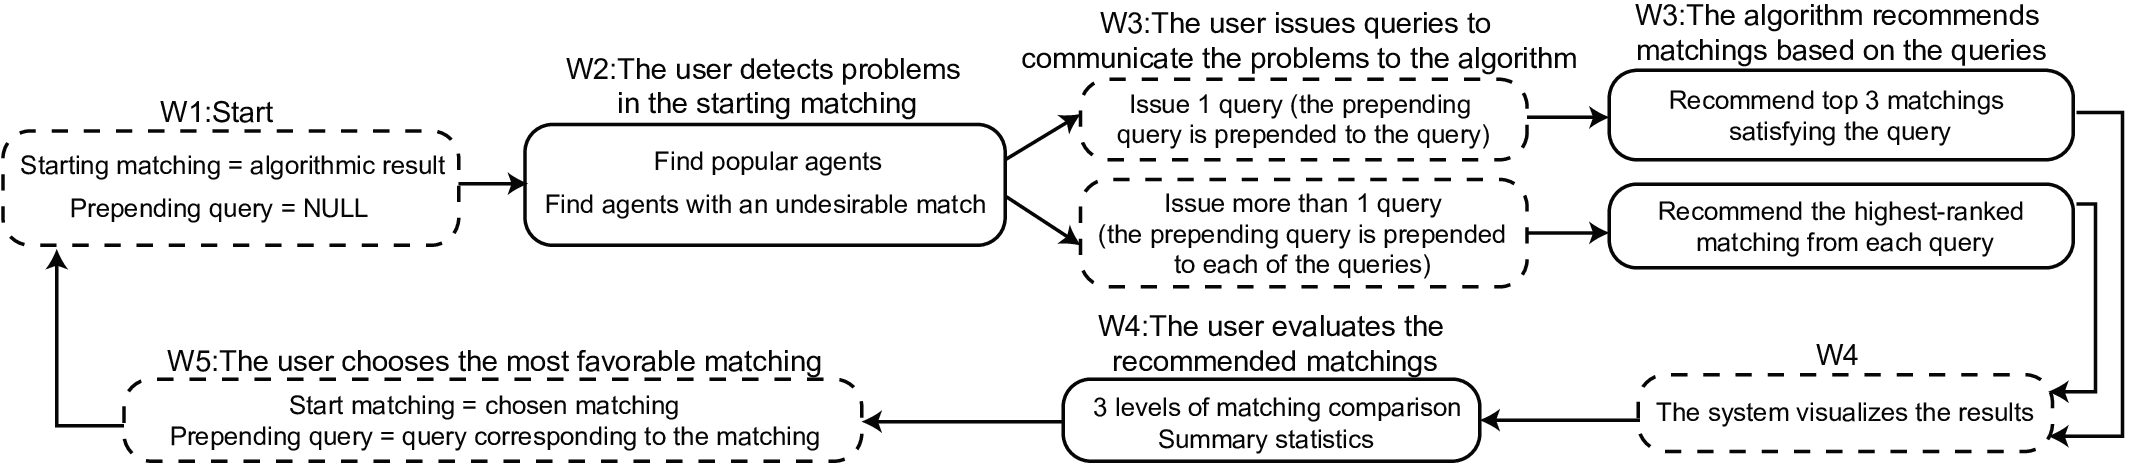 W1:Start
Starting matching = algorithmic result
Prepending query = NULL
W2:The user detects problems
in the starting matching
Find popular agents
Find agents with an undesirable match
W3:The user issues queries to
communicate the problems to the algorithm
Issue 1 query (the prepending
query is prepended to the query)
Issue more than 1 query
(the prepending query is prepended
to each of the queries)
W3:The algorithm recommends
matchings based on the queries
Recommend top 3 matchings
satisfying the query
Recommend the highest-ranked
matching from each query
W4
The system visualizes the results
W4:The user evaluates the
recommended matchings
3 levels of matching comparison
Summary statistics
W5:The user chooses the most favorable matching
Start matching = chosen matching
Prepending query = query corresponding to the matching